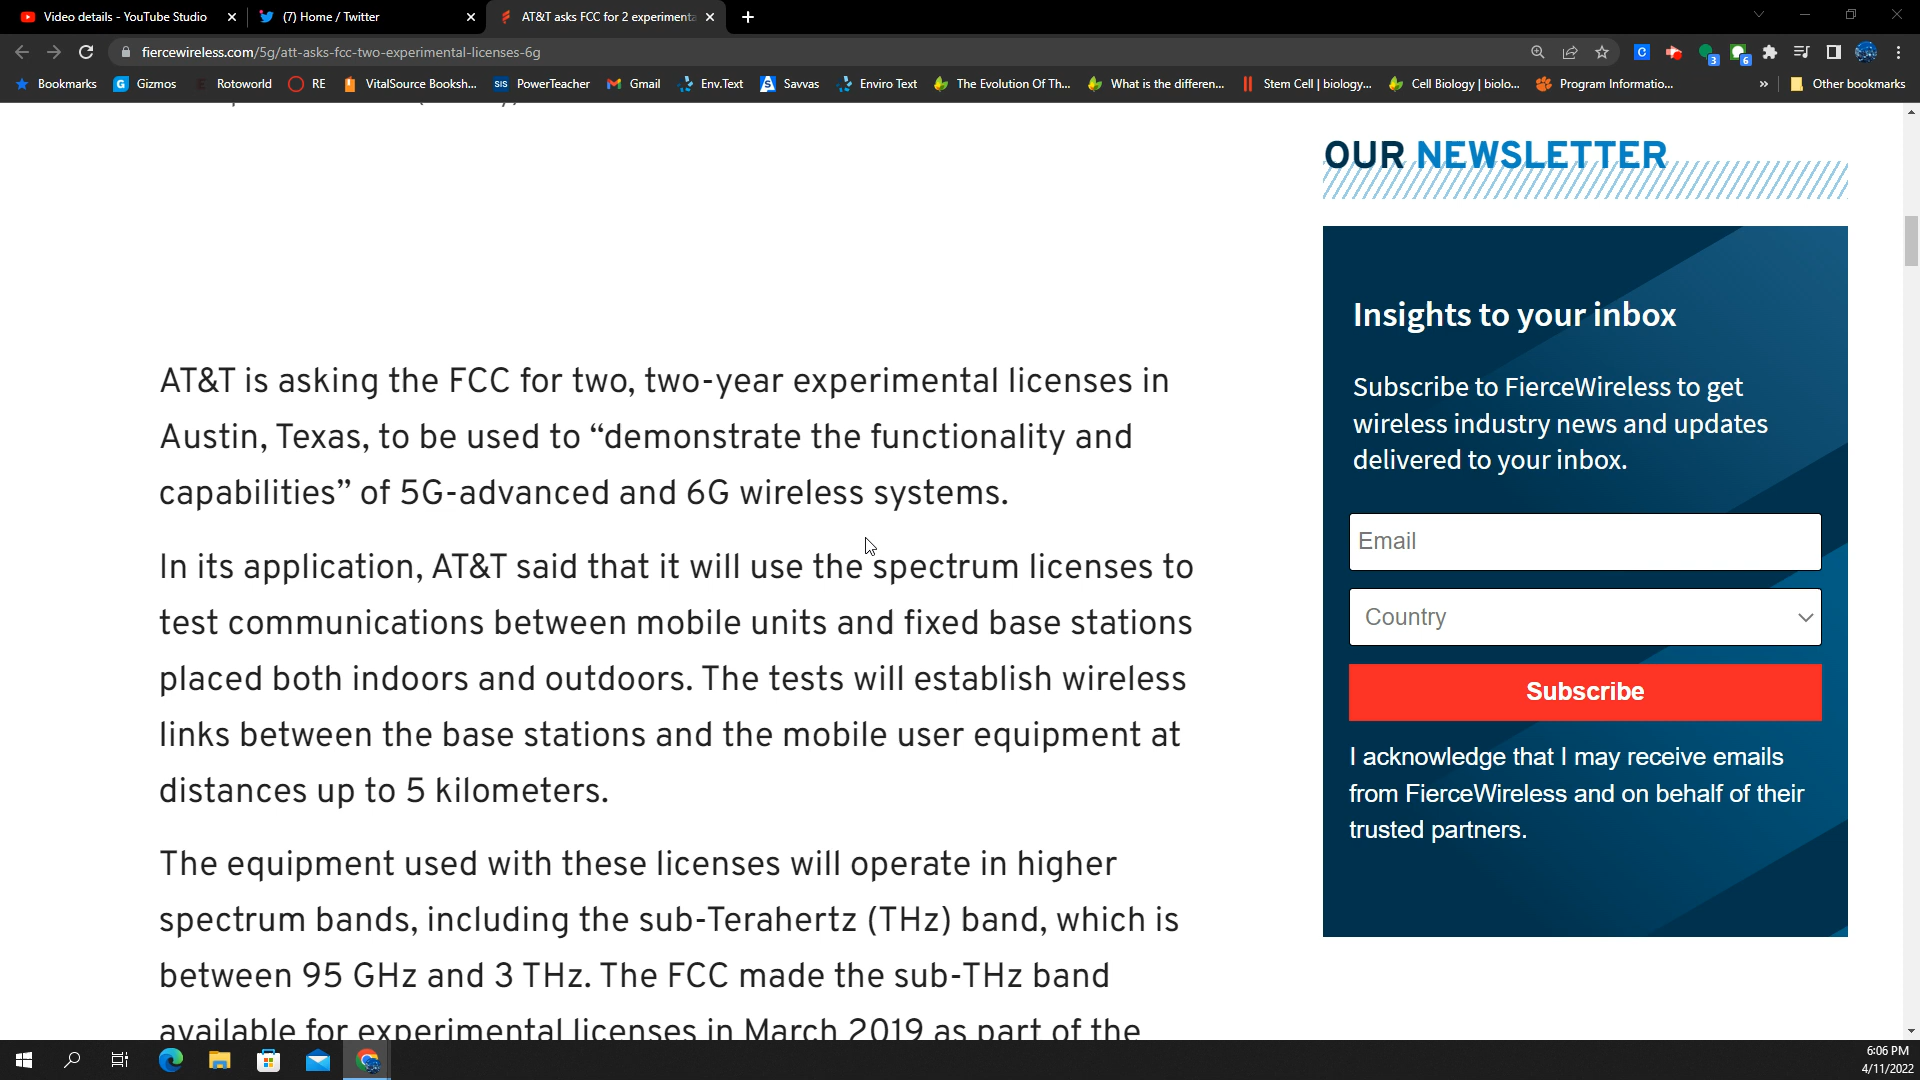 Video details - YouTube Studio
(7) Home / Twitter
AT&T asks FCC for 2 experimenta
fiercewireless.com/5g/att-asks-fcc-two-experimental-licenses-6g
Bookmarks
Gizmos
Rotoworld
RE
VitalSource Booksh...
SIS PowerTeacher
Gmail
Env.Text
Savvas
Enviro Text
The Evolution Of Th...
What is the differen...
Stem Cell | biology...
Cell Biology | biolo...
Program Informatio...
»
Other bookmarks
AT&T is asking the FCC for two, two-year experimental licenses in
Austin, Texas, to be used to “demonstrate the functionality and
capabilities” of 5G-advanced and 6G wireless systems.
In its application, AT&T said that it will use the spectrum licenses to
test communications between mobile units and fixed base stations
placed both indoors and outdoors. The tests will establish wireless
links between the base stations and the mobile user equipment at
distances up to 5 kilometers.
The equipment used with these licenses will operate in higher
spectrum bands, including the sub-Terahertz (THz) band, which is
between 95 GHz and 3 THz. The FCC made the sub-THz band
available for experimental licenses in March 2019 as part of the
OUR NEWSLETTER
Insights to your inbox
Subscribe to FierceWireless to get
wireless industry news and updates
delivered to your inbox.
Email
Country
Subscribe
I acknowledge that I may receive emails
from FierceWireless and on behalf of their
trusted partners.
6:06 PM
4/11/2022